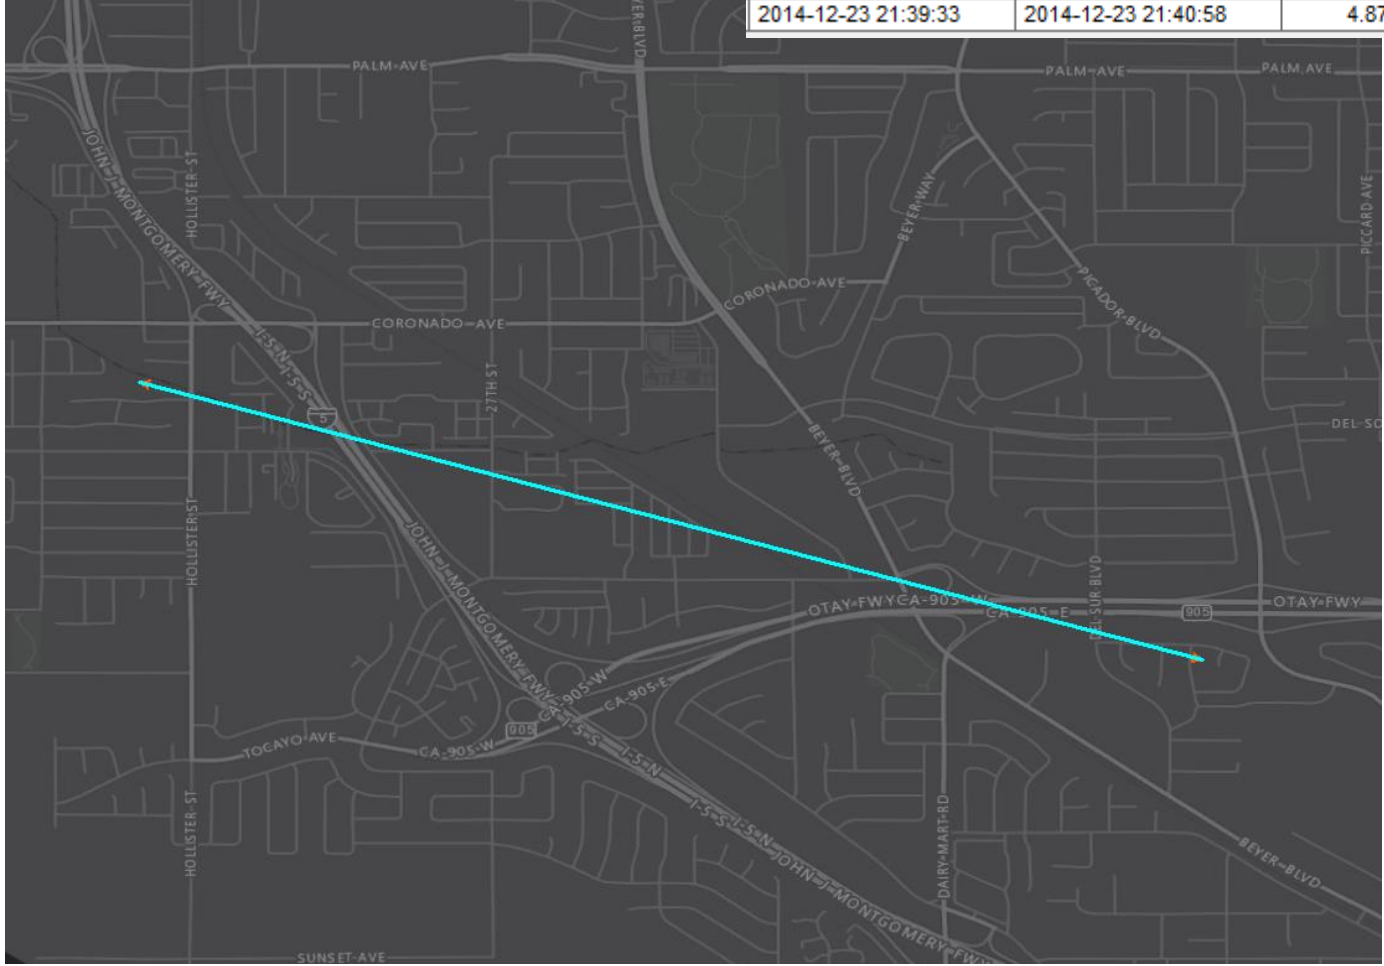 2014-12-23 21:39:33 2014-12-23 21:40:58 4.87
YER-BLVD
PALM-AVE
PALM-AVE
PALM AVE
JOHN-J-MONTGOMERY-FWY
HOLLISTER-ST
BEYER-WAY
PICCARD AVE
CORONADO-AVE
PICADOR-BLVD
CORONADO-AVE
I-5-N
I-5-S
27TH ST
5
DEL-SO
BEYER-BLVD
HOLLISTER-ST
JOHN-J-MONTGOMERY-FWY
DEL-SUR-BLVD
OTAY-FWY
CA-905-W
CA-905-E
905
OTAY-FWY
CA-905-W
CA-905-E
905
TOCAYO-AVE
CA-905-W
I-5-S
I-5-N
HOLLISTER-ST
I-5-S
I-5-N
DAIRY-MART-RD
BEYER-BLVD
JOHN-J-MONTGOMERY-FWY
SUNSET-AVE